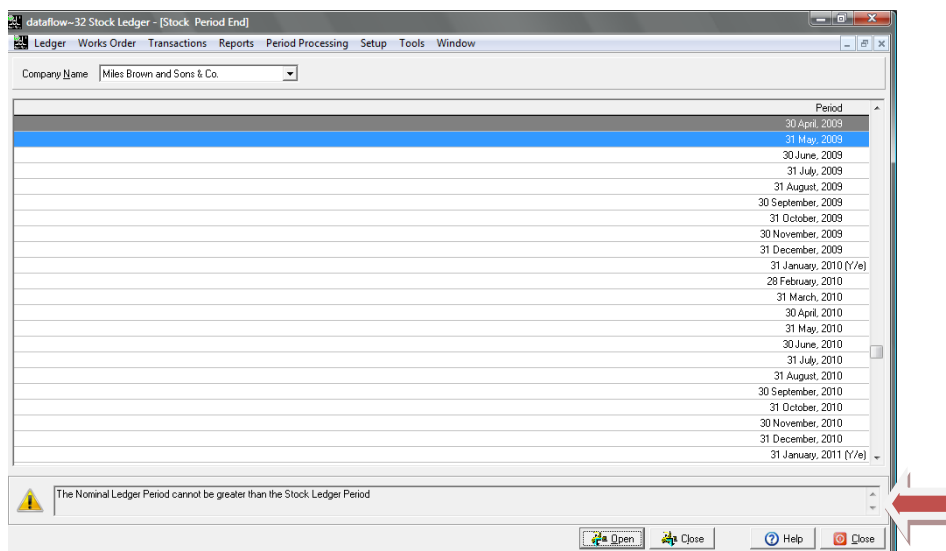 dataflow~32 Stock Ledger - [Stock Period End]
Ledger Works Order Transactions Reports Period Processing Setup Tools Window
Company Name Miles Brown and Sons & Co.
Period
30 April, 2009
31 May, 2009
30 June, 2009
31 July, 2009
31 August, 2009
30 September, 2009
31 October, 2009
30 November, 2009
31 December, 2009
31 January, 2010 (Y/e)
28 February, 2010
31 March, 2010
30 April, 2010
31 May, 2010
30 June, 2010
31 July, 2010
31 August, 2010
30 September, 2010
31 October, 2010
30 November, 2010
31 December, 2010
31 January, 2011 (Y/e)
The Nominal Ledger Period cannot be greater than the Stock Ledger Period
Open Close Help Close